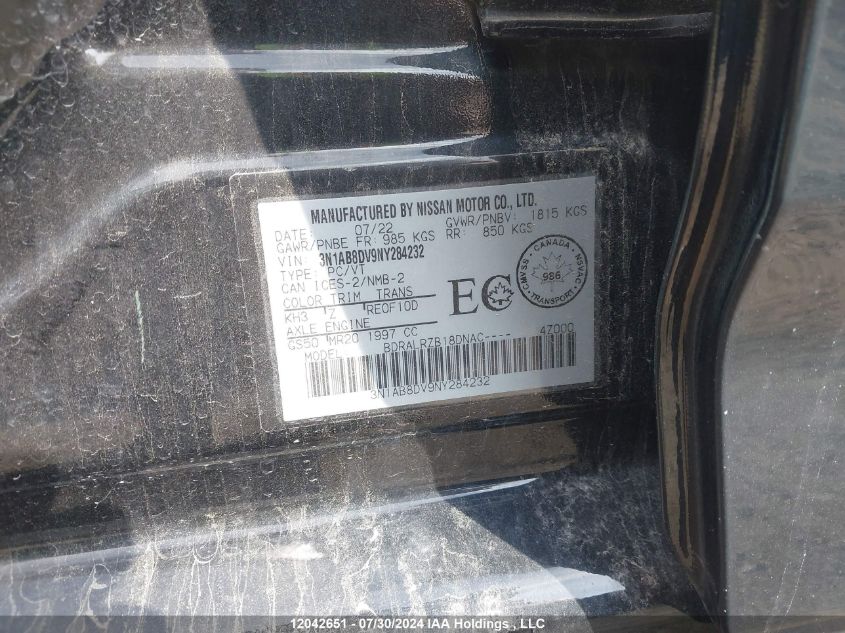 MANUFACTURED BY NISSAN MOTOR CO., LTD.
DATE: 07/22 GVWR/PNBV: 1815 KGS
GAWR/PNBE FR: 985 KGS RR: 850 KGS
VIN: 3N1AB8DV9NY284232
TYPE: PC/VT
CAN ICES-2/NMB-2
COLOR TRIM TRANS
KH3 Z RE0F10D
AXLE ENGINE
GS50 MR20 1997 CC
MODEL BDRALRZB18DNAC---- 4Z000
3N1AB8DV9NY284232
EC
CANADA
CMVSS NSVAC
986
TRANSPORT
12042651 - 07/30/2024 IAA Holdings, LLC